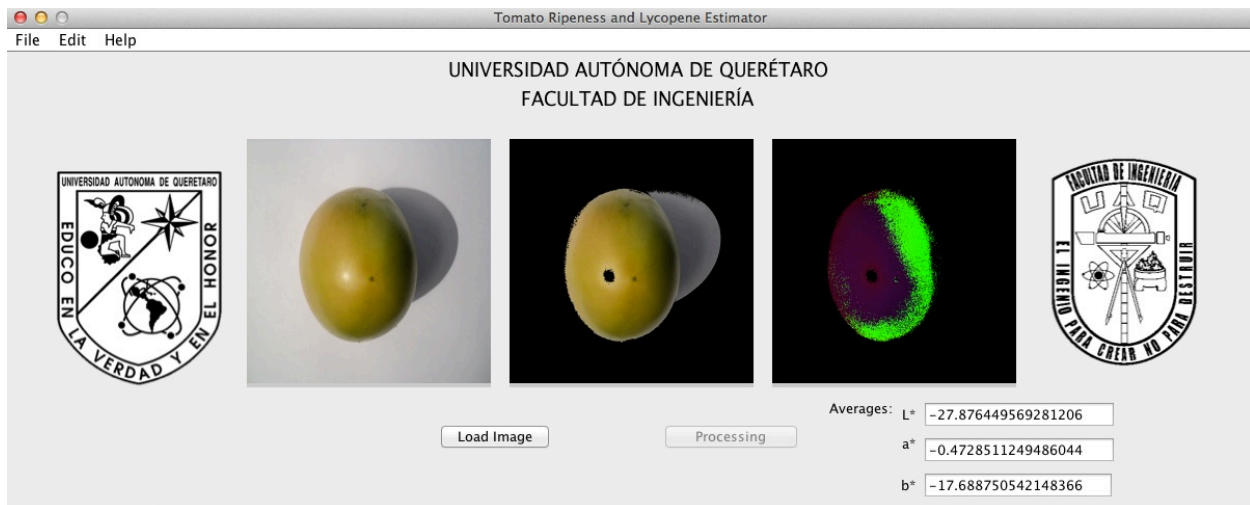 Tomato Ripeness and Lycopene Estimator
File Edit Help
UNIVERSIDAD AUTÓNOMA DE QUERÉTARO
FACULTAD DE INGENIERÍA
UNIVERSIDAD AUTONOMA DE QUERETARO
EDUCO EN LA VERDAD Y EN EL HONOR
FACULTAD DE INGENIERIA
UAQ
EL INGENIO PARA CREAR NO PARA DESTRUIR
Load Image
Processing
Averages: L* -27.876449569281206
a* -0.4728511249486044
b* -17.688750542148366